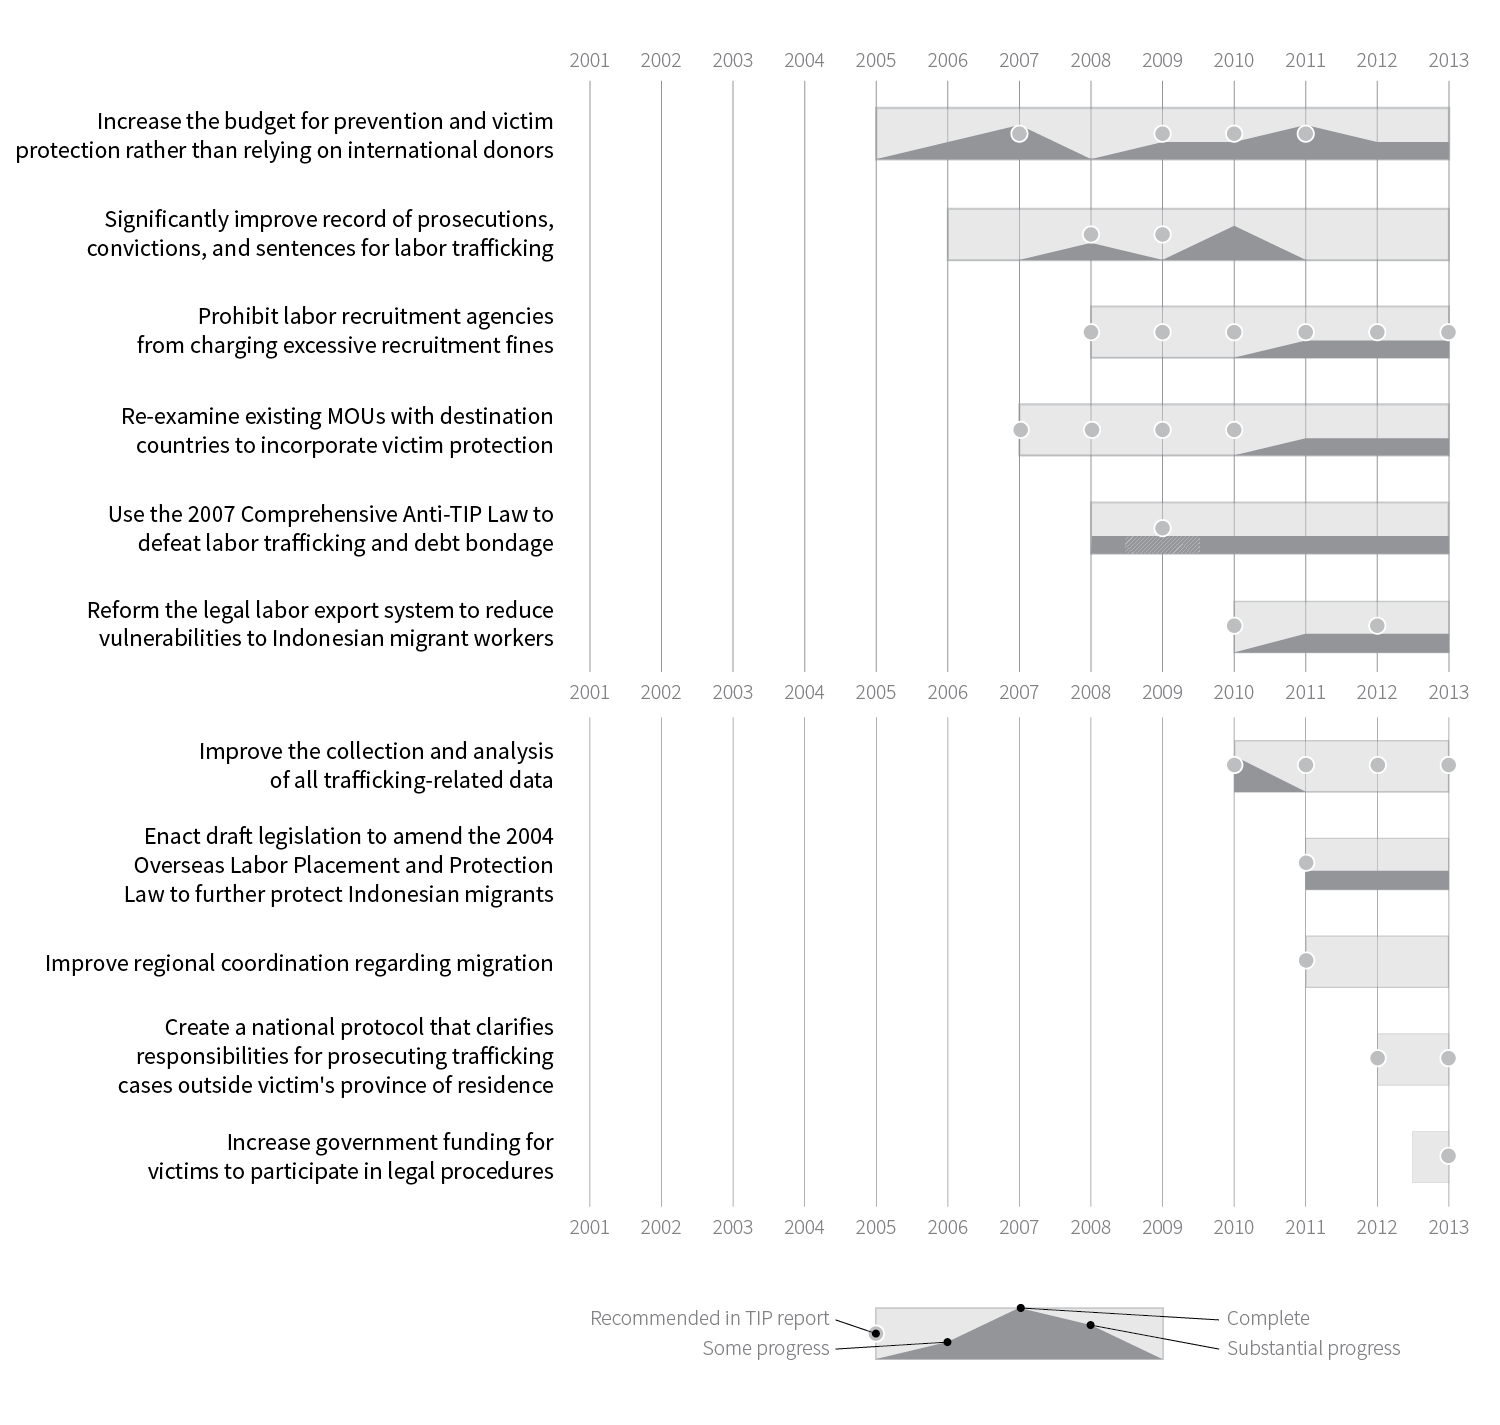 2001 2002 2003 2004 2005 2006 2007 2008 2009 2010 2011 2012 2013
Increase the budget for prevention and victim
protection rather than relying on international donors
Significantly improve record of prosecutions,
convictions, and sentences for labor trafficking
Prohibit labor recruitment agencies
from charging excessive recruitment fines
Re-examine existing MOUs with destination
countries to incorporate victim protection
Use the 2007 Comprehensive Anti-TIP Law to
defeat labor trafficking and debt bondage
Reform the legal labor export system to reduce
vulnerabilities to Indonesian migrant workers
2001 2002 2003 2004 2005 2006 2007 2008 2009 2010 2011 2012 2013
Improve the collection and analysis
of all trafficking-related data
Enact draft legislation to amend the 2004
Overseas Labor Placement and Protection
Law to further protect Indonesian migrants
Improve regional coordination regarding migration
Create a national protocol that clarifies
responsibilities for prosecuting trafficking
cases outside victim's province of residence
Increase government funding for
victims to participate in legal procedures
2001 2002 2003 2004 2005 2006 2007 2008 2009 2010 2011 2012 2013
Recommended in TIP report
Complete
Some progress
Substantial progress